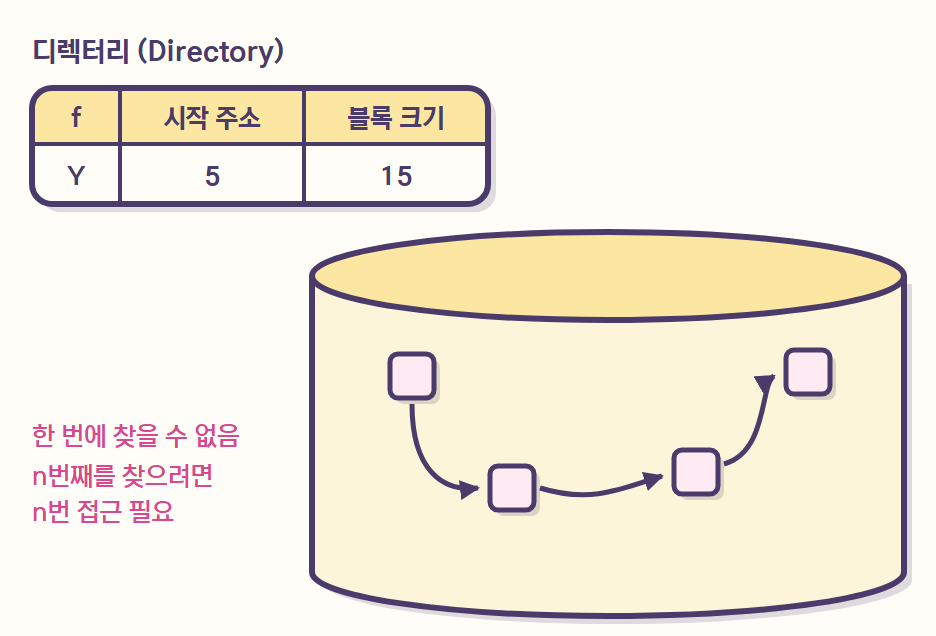 디렉터리 (Directory)
f 시작 주소 블록 크기
Y 5 15
한 번에 찾을 수 없음
n번째를 찾으려면
n번 접근 필요